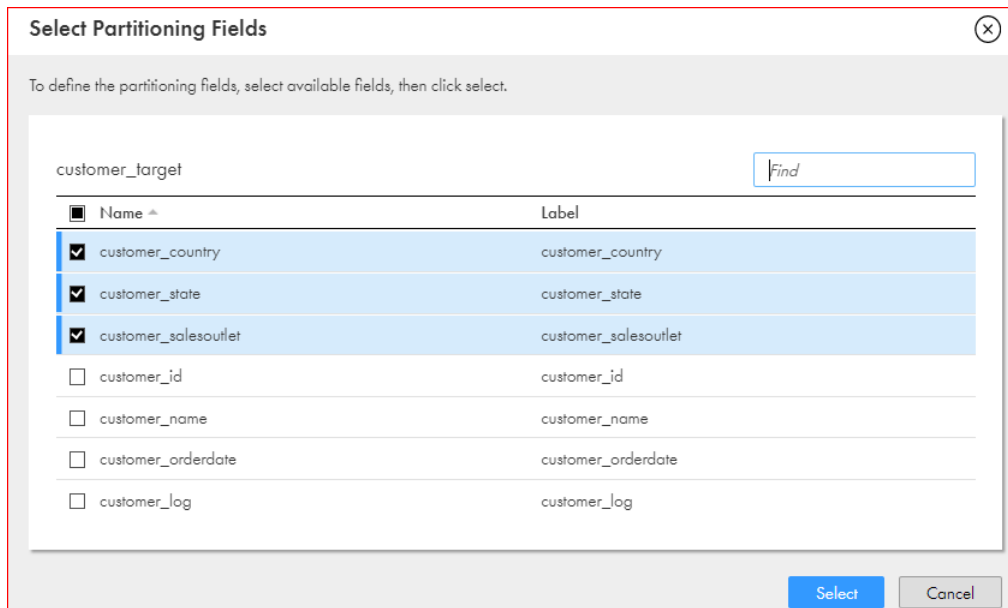 Select Partitioning Fields
To define the partitioning fields, select available fields, then click select.
customer_target
Find
Name Label
customer_country customer_country
customer_state customer_state
customer_salesoutlet customer_salesoutlet
customer_id customer_id
customer_name customer_name
customer_orderdate customer_orderdate
customer_log customer_log
Select Cancel